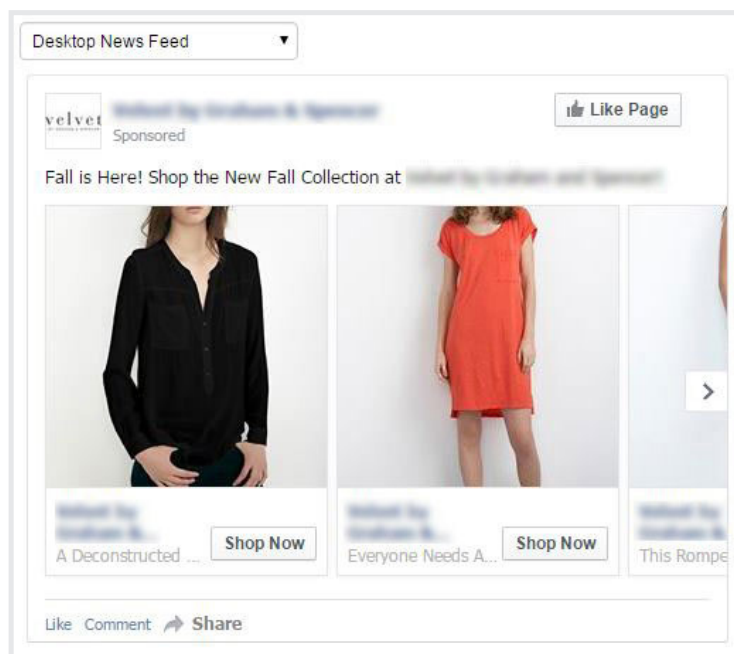 Desktop News Feed
velvet
Like Page
Sponsored
Fall is Here! Shop the New Fall Collection at
A Deconstructed ...
Shop Now
Everyone Needs A...
Shop Now
This Rompe
Like Comment Share